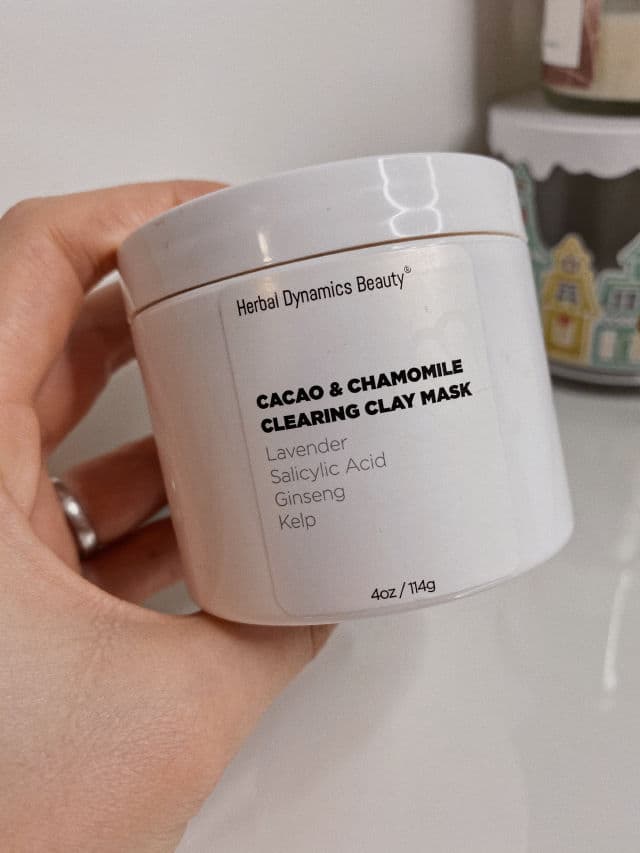 Herbal Dynamics Beauty®
CACAO & CHAMOMILE
CLEARING CLAY MASK
Lavender
Salicylic Acid
Ginseng
Kelp
4oz / 114g